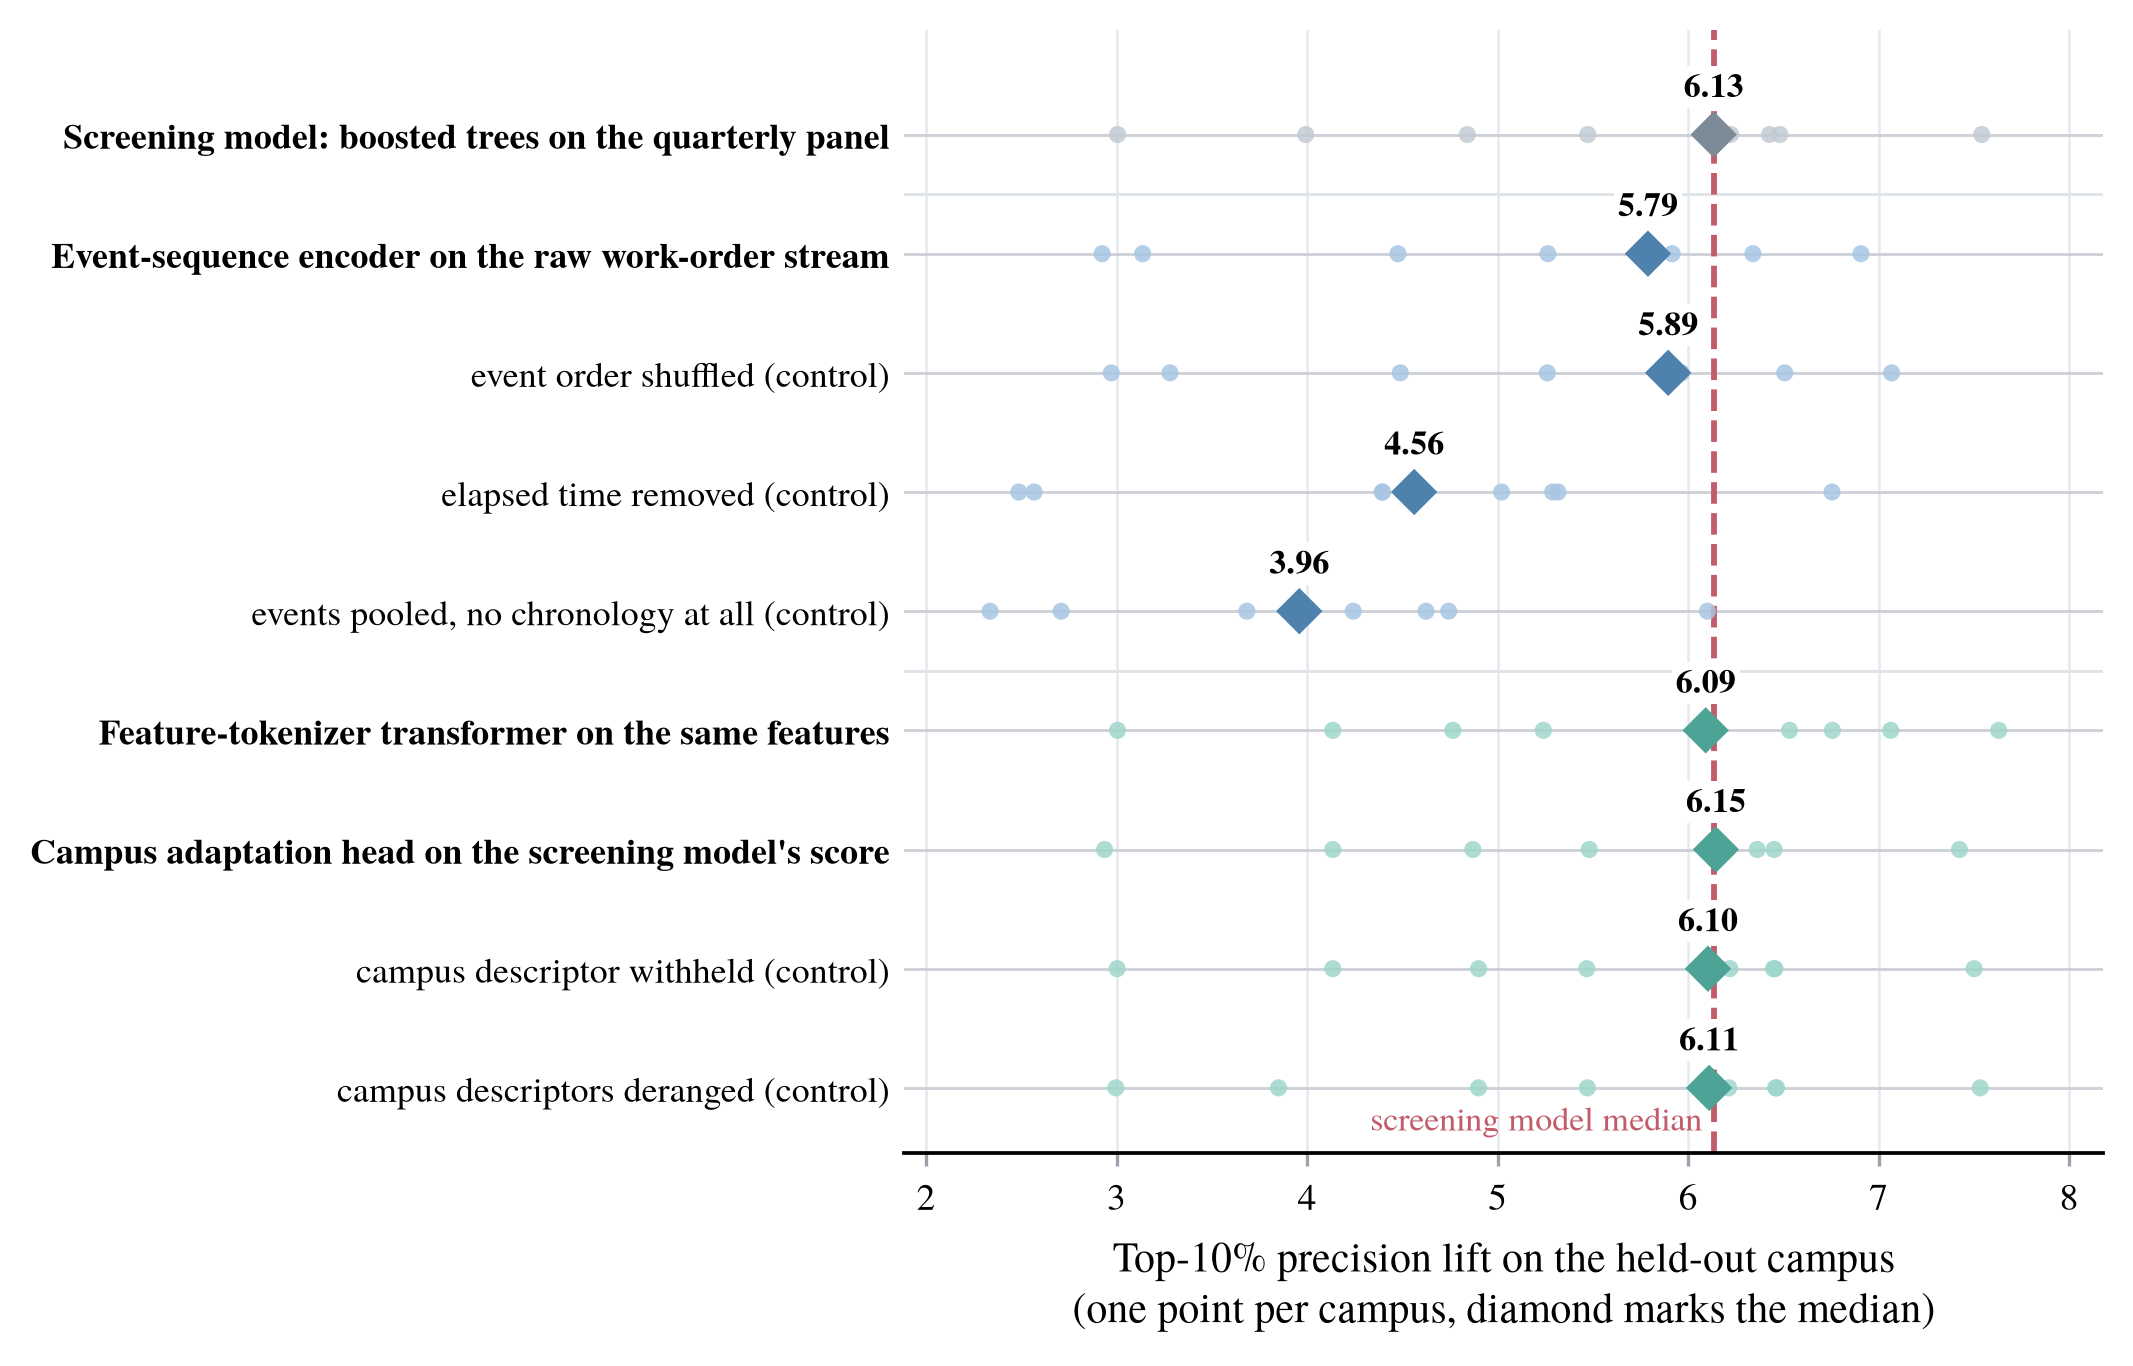 6.13
Screening model: boosted trees on the quarterly panel
5.79
Event-sequence encoder on the raw work-order stream
5.89
event order shuffled (control)
4.56
elapsed time removed (control)
3.96
events pooled, no chronology at all (control)
6.09
Feature-tokenizer transformer on the same features
6.15
Campus adaptation head on the screening model's score
6.10
campus descriptor withheld (control)
6.11
campus descriptors deranged (control)
screening model median
2 3 4 5 6 7 8
Top-10% precision lift on the held-out campus
(one point per campus, diamond marks the median)